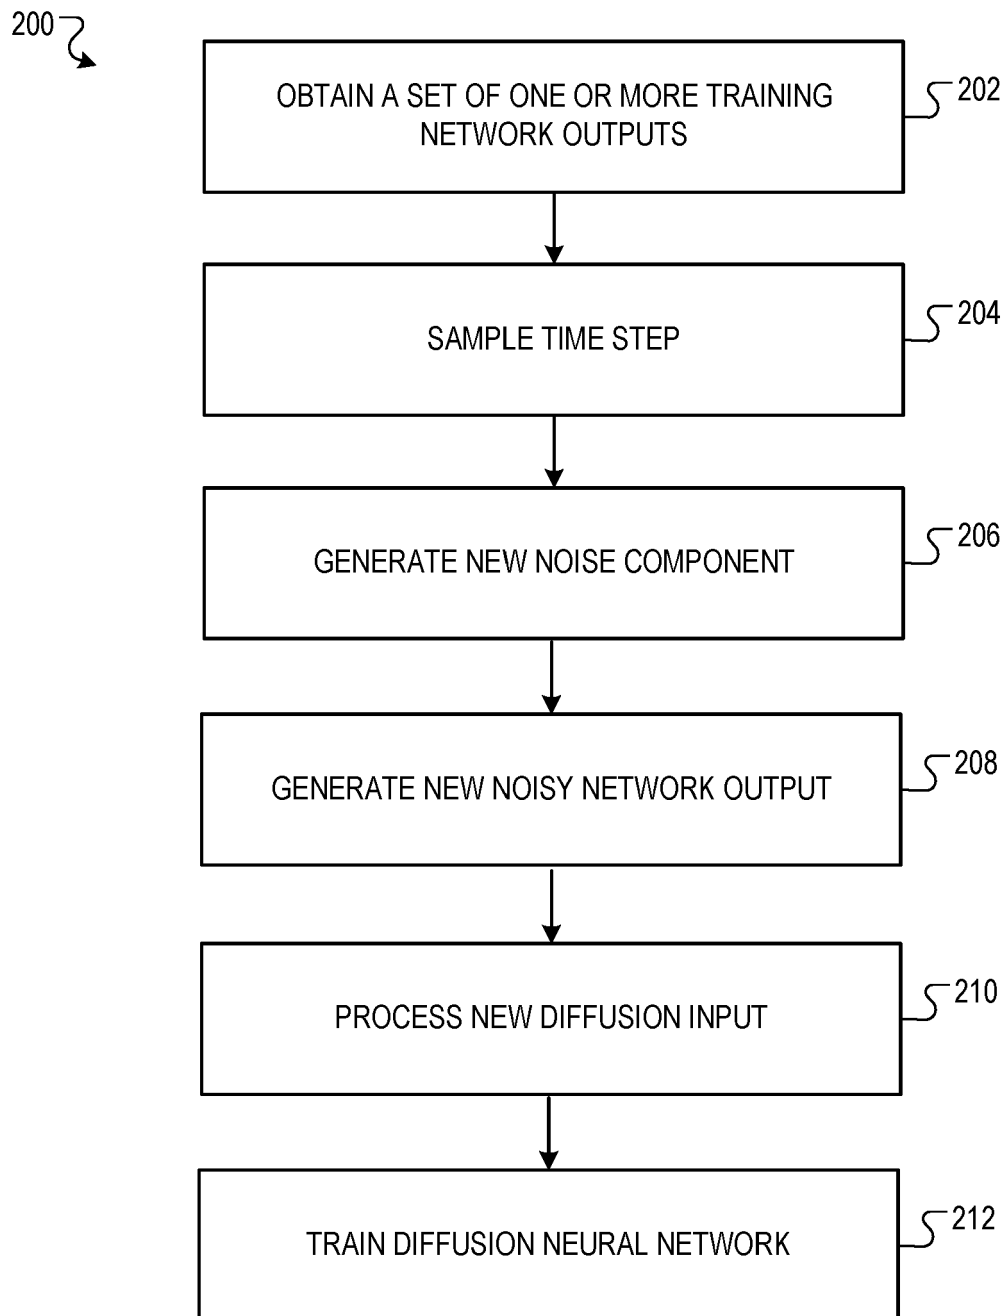 200
OBTAIN A SET OF ONE OR MORE TRAINING
NETWORK OUTPUTS
202
SAMPLE TIME STEP
204
GENERATE NEW NOISE COMPONENT
206
GENERATE NEW NOISY NETWORK OUTPUT
208
PROCESS NEW DIFFUSION INPUT
210
TRAIN DIFFUSION NEURAL NETWORK
212